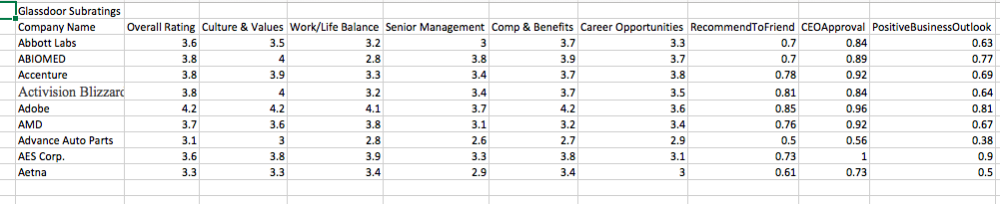 Glassdoor Subratings
Company Name Overall Rating Culture & Values Work/Life Balance Senior Management Comp & Benefits Career Opportunities RecommendToFriend CEOApproval PositiveBusinessOutlook
Abbott Labs 3.6 3.5 3.2 3 3.7 3.3 0.7 0.84 0.63
ABIOMED 3.8 4 2.8 3.8 3.9 3.7 0.7 0.89 0.77
Accenture 3.8 3.9 3.3 3.4 3.7 3.8 0.78 0.92 0.69
Activision Blizzard 3.8 4 3.2 3.4 3.7 3.5 0.81 0.84 0.64
Adobe 4.2 4.2 4.1 3.7 4.2 3.6 0.85 0.96 0.81
AMD 3.7 3.6 3.8 3.1 3.2 3.4 0.76 0.92 0.67
Advance Auto Parts 3.1 3 2.8 2.6 2.7 2.9 0.5 0.56 0.38
AES Corp. 3.6 3.8 3.9 3.3 3.8 3.1 0.73 1 0.9
Aetna 3.3 3.3 3.4 2.9 3.4 3 0.61 0.73 0.5